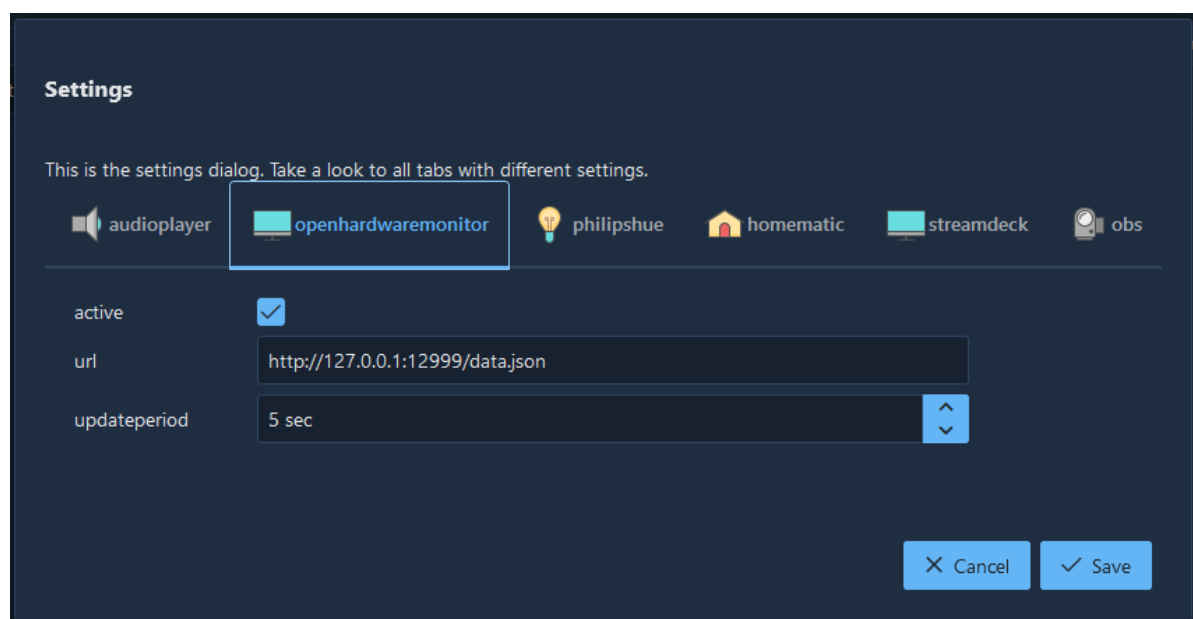 Settings
This is the settings dialog. Take a look to all tabs with different settings.
audioplayer openhardwaremonitor philipshue homematic streamdeck obs
active
url http://127.0.0.1:12999/data.json
updateperiod 5 sec
Cancel Save